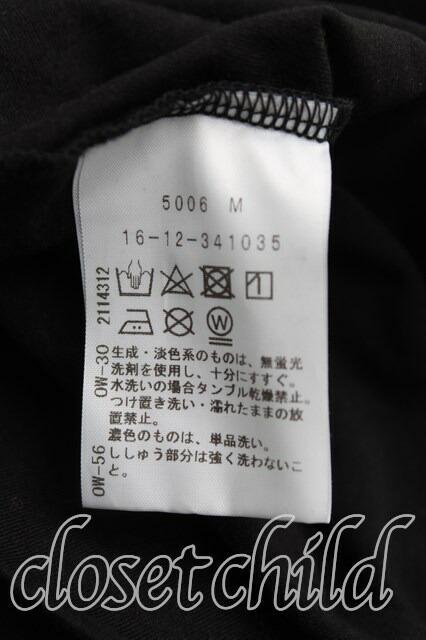 5006 M
16-12-341035
W
2114312
OW-30
生成・淡色系のものは、無蛍光
洗剤を使用し、十分にすすぐ。
水洗いの場合タンブル乾燥禁止。
つけ置き洗い・濡れたままの放
置禁止。
OW-56
濃色のものは、単品洗い。
ししゅう部分は強く洗わないこ
と。
closet child